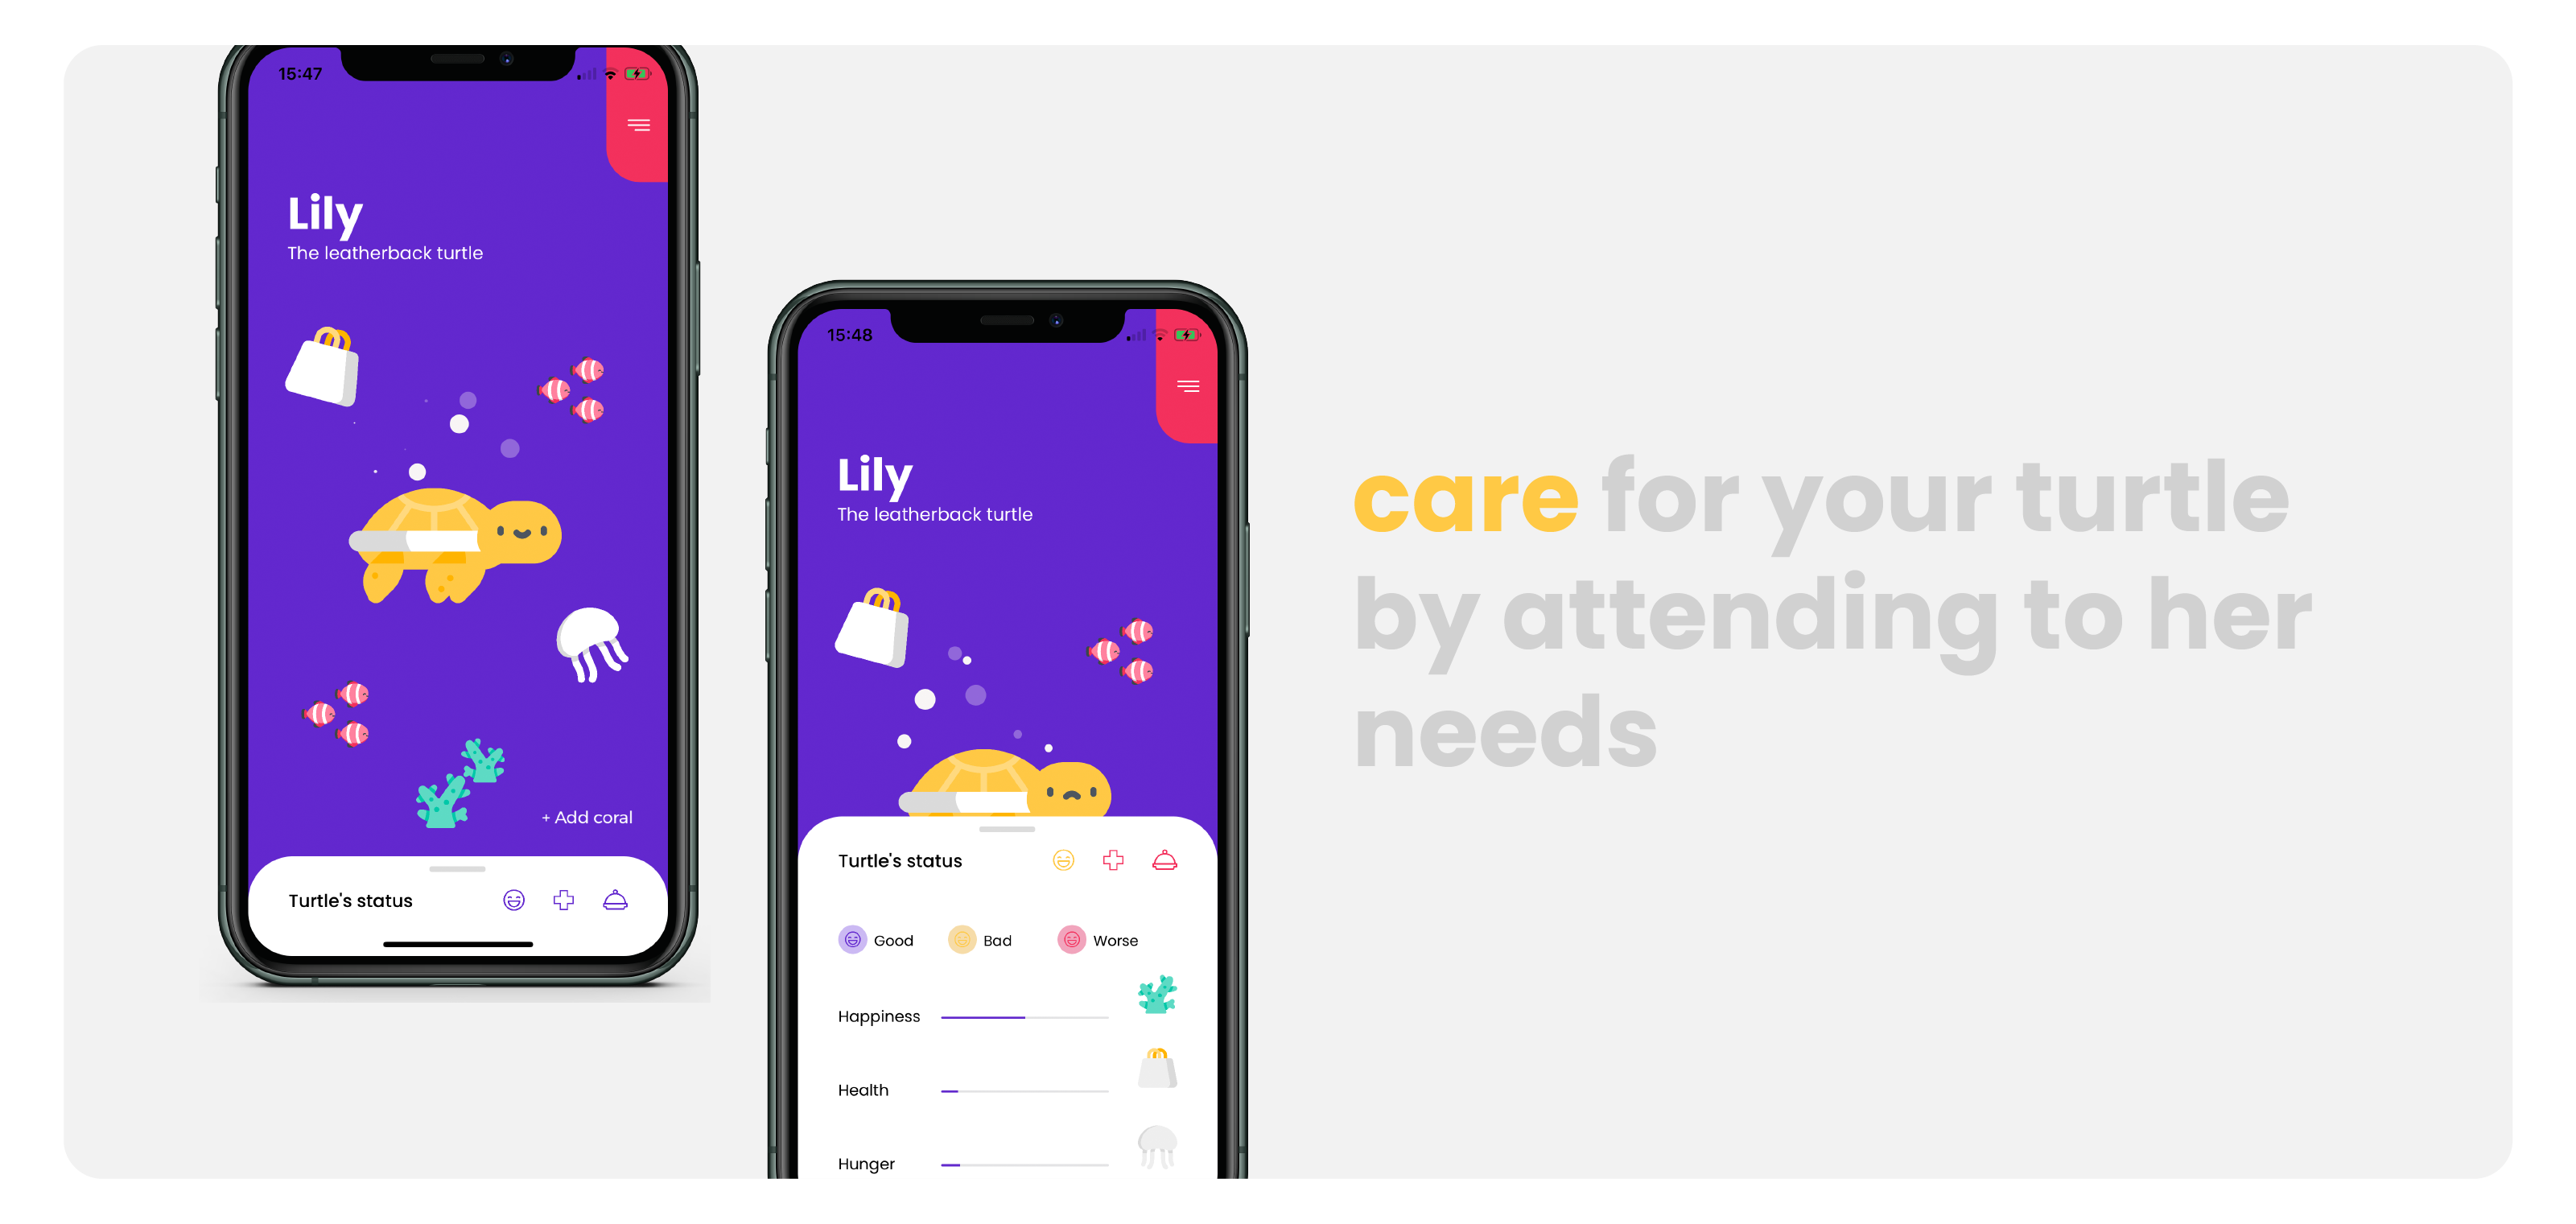 15:47
Lily
The leatherback turtle
+ Add coral
Turtle's status
15:48
Lily
The leatherback turtle
Turtle's status
Good Bad Worse
Happiness
Health
Hunger
care for your turtle
by attending to her
needs